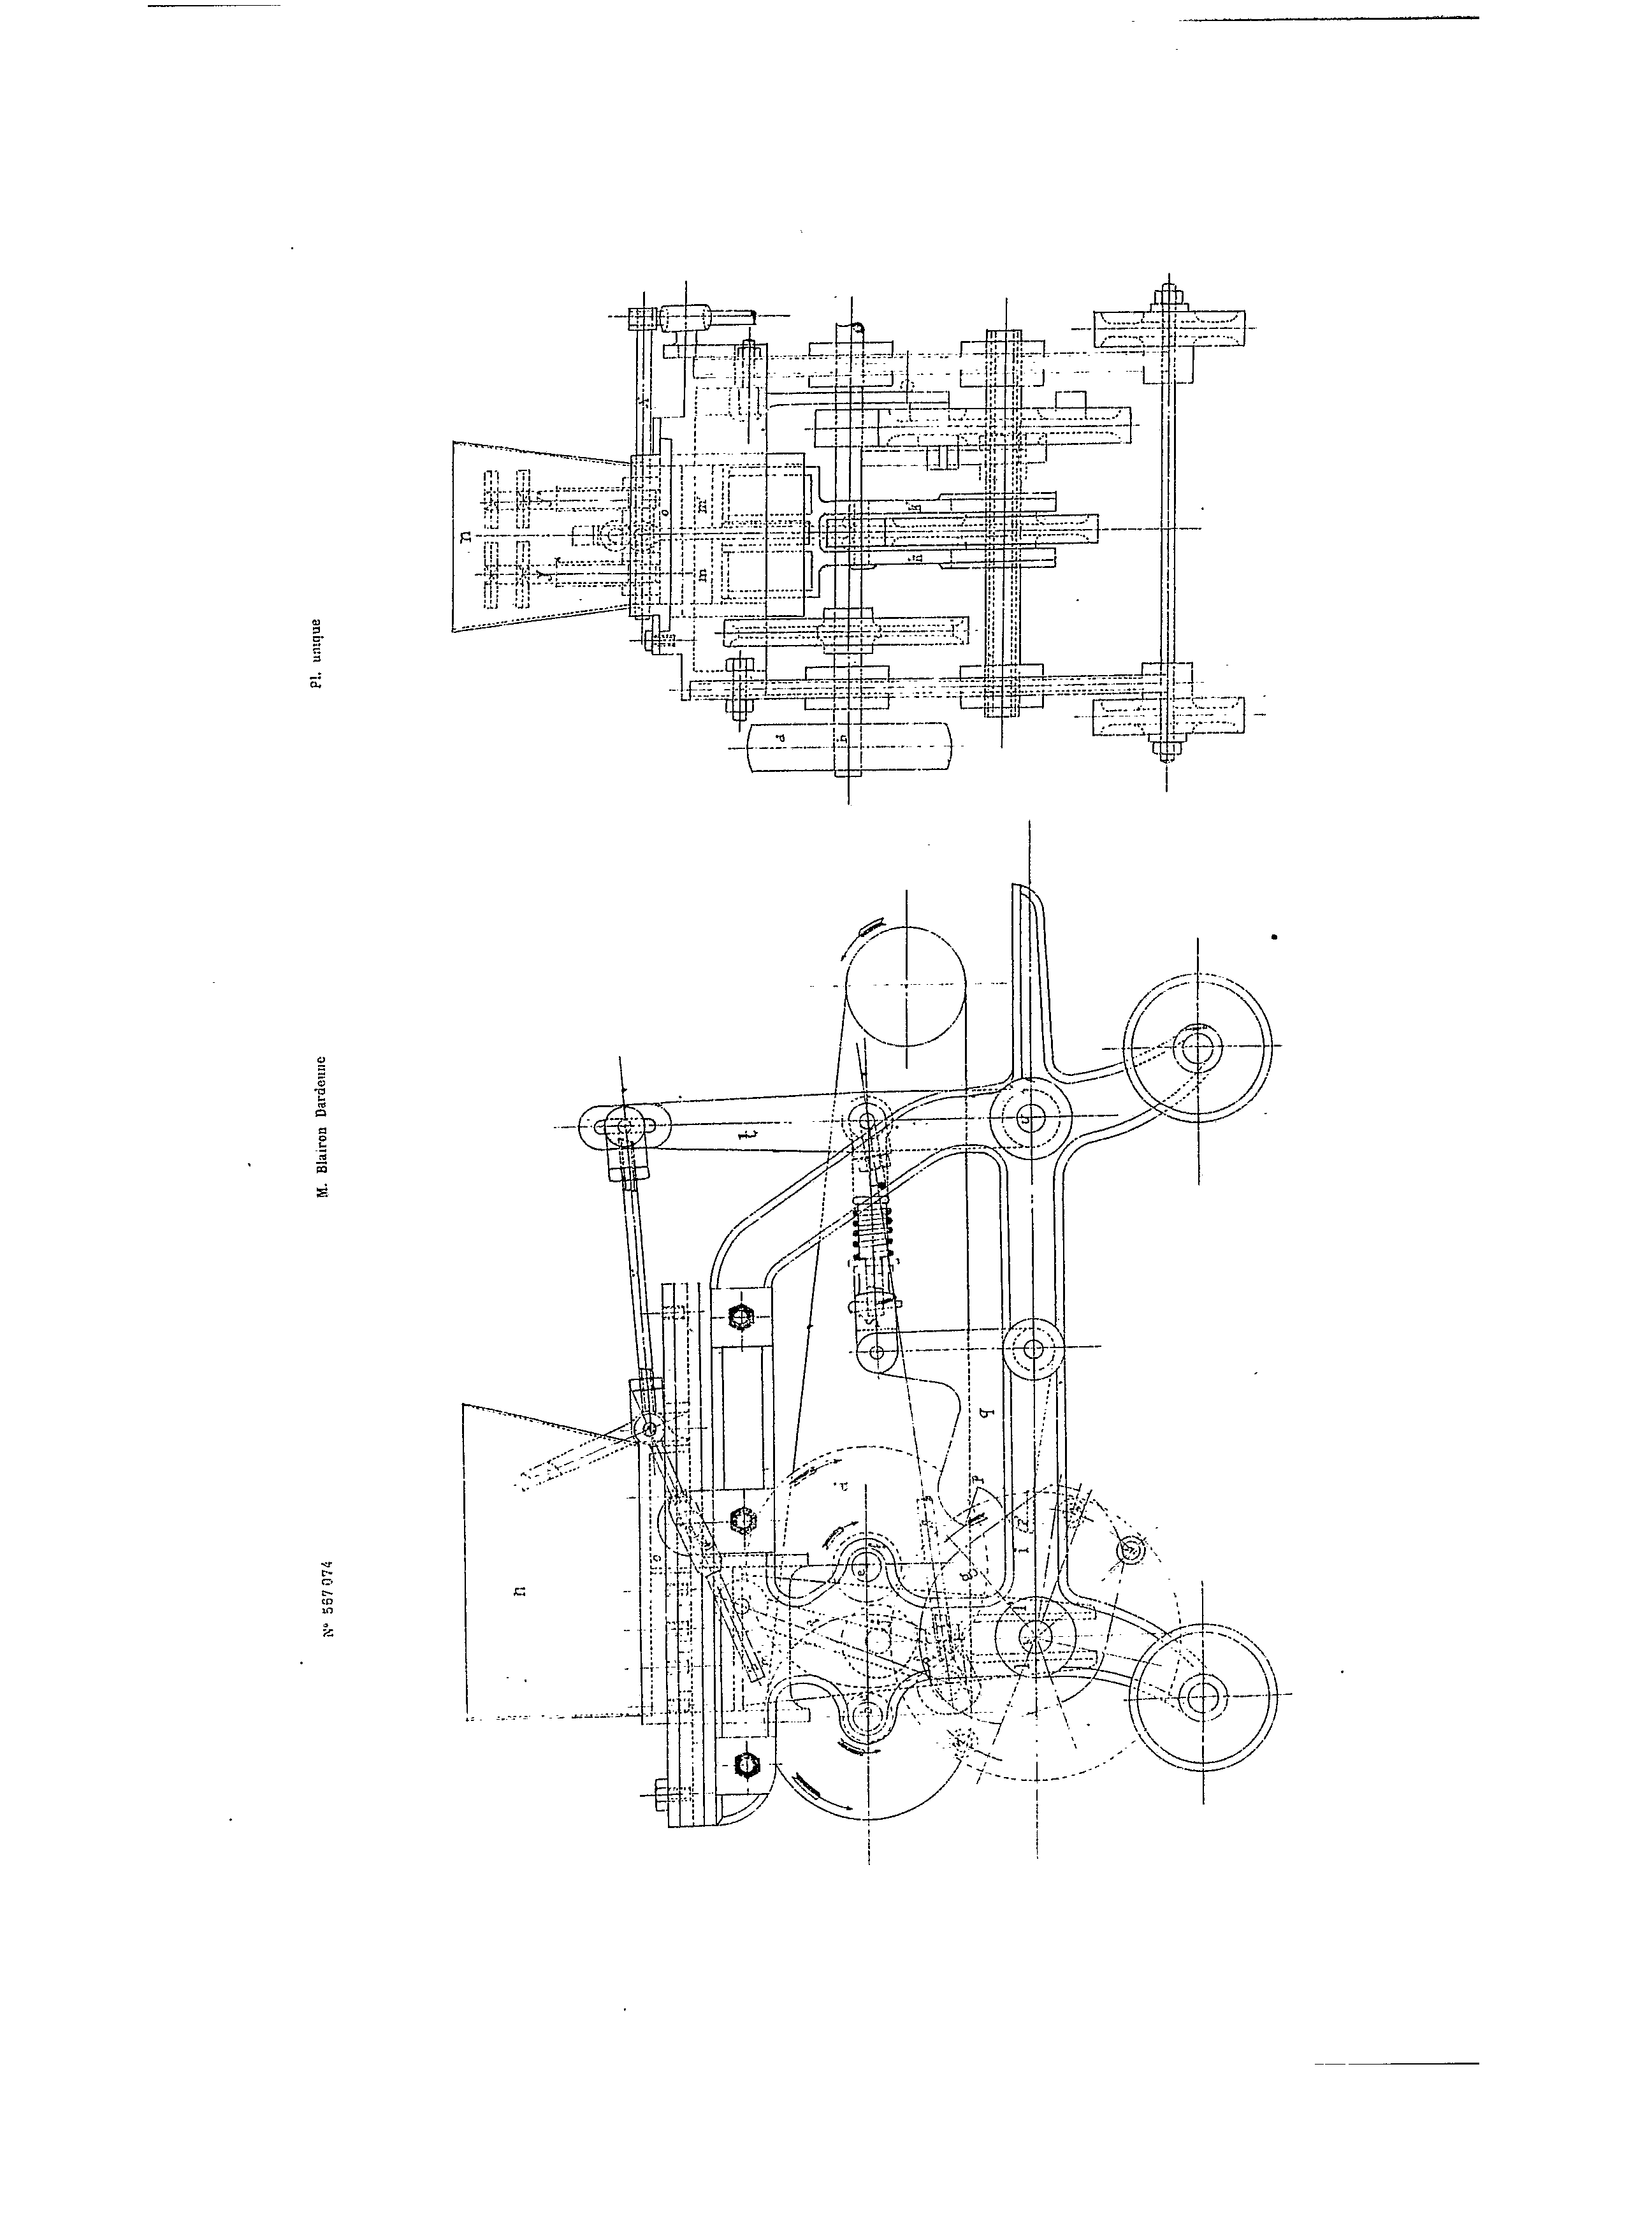 N° 567 074
M. Blairon Dardenne
Pl. unique
n
o
m
m'
h
h'
p
n
t
s
q
r
g
l
o
p
u